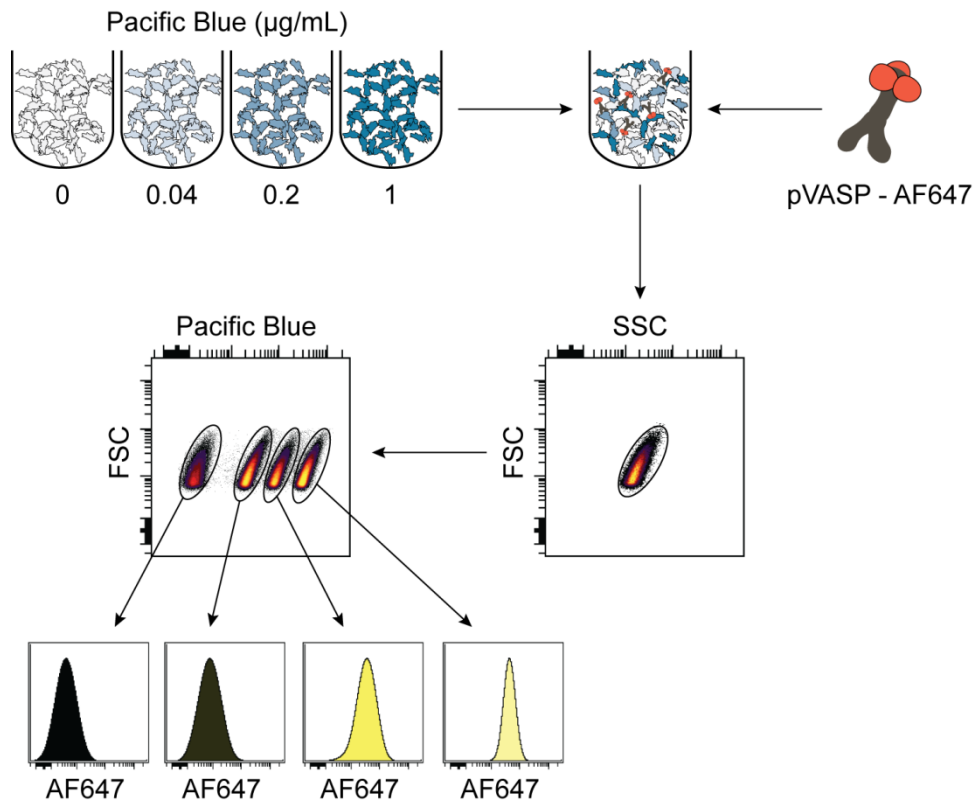 Pacific Blue (µg/mL)
0
0.04
0.2
1
pVASP - AF647
Pacific Blue
SSC
FSC
FSC
AF647
AF647
AF647
AF647